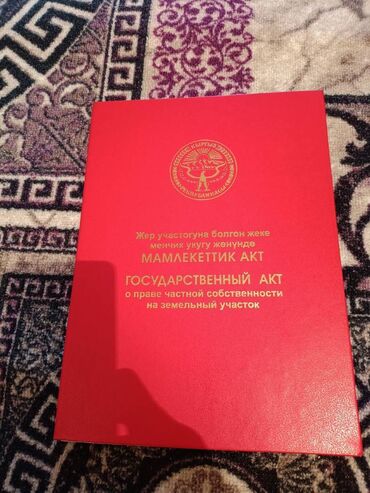 Жер участогуна болгон жеке
менчик укугу жөнүндө
МАМЛЕКЕТТИК АКТ
ГОСУДАРСТВЕННЫЙ АКТ
о праве частной собственности
на земельный участок